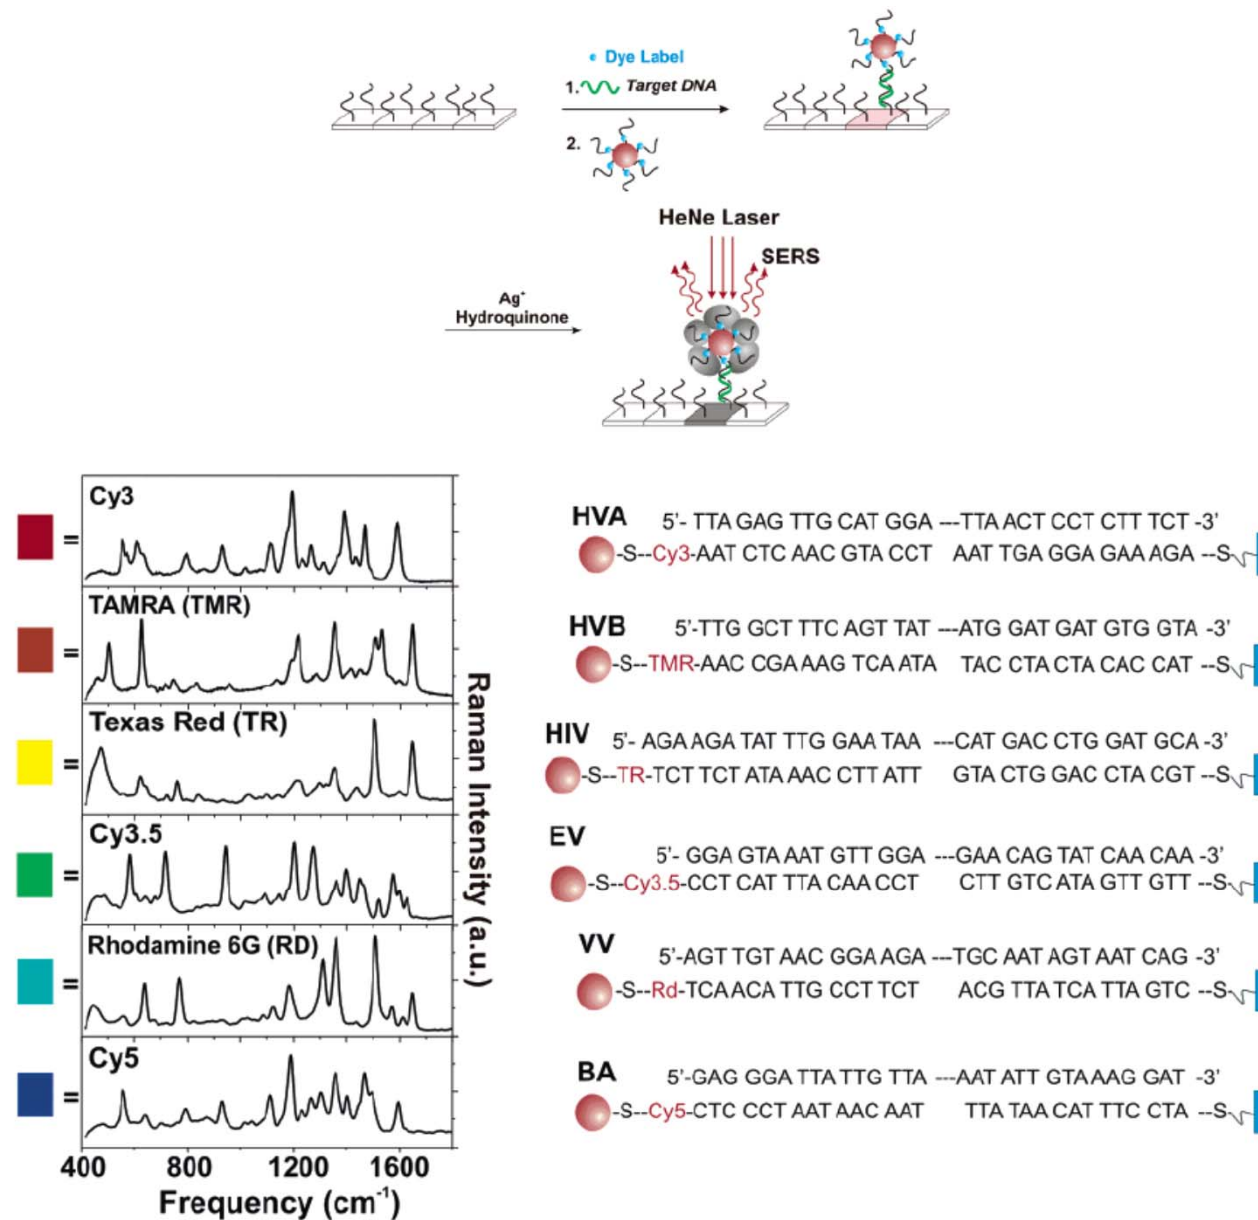 Dye Label
1. Target DNA
2.
HeNe Laser
SERS
Ag+
Hydroquinone
Cy3
=
TAMRA (TMR)
=
Texas Red (TR)
=
Cy3.5
=
Rhodamine 6G (RD)
=
Cy5
=
400 800 1200 1600
Frequency (cm-1)
Raman Intensity (a.u.)
HVA 5'- TTA GAG TTG CAT GGA ---TTA ACT CCT CTT TCT -3'
-S--Cy3-AAT CTC AAC GTA CCT AAT TGA GGA GAA AGA --S
HVB 5'-TTG GCT TTC AGT TAT ---ATG GAT GAT GTG GTA -3'
-S--TMR-AAC CGA AAG TCA ATA TAC CTA CTA CAC CAT --S
HIV 5'- AGA AGA TAT TTG GAA TAA ---CAT GAC CTG GAT GCA -3'
-S--TR-TCT TCT ATA AAC CTT ATT GTA CTG GAC CTA CGT --S
EV
5'- GGA GTA AAT GTT GGA ---GAA CAG TAT CAA CAA -3'
-S--Cy3.5-CCT CAT TTA CAA CCT CTT GTC ATA GTT GTT --S
VV
5'-AGT TGT AAC GGA AGA ---TGC AAT AGT AAT CAG -3'
-S--Rd-TCA ACA TTG CCT TCT ACG TTA TCA TTA GTC --S
BA
5'-GAG GGA TTA TTG TTA ---AAT ATT GTA AAG GAT -3'
-S--Cy5-CTC CCT AAT AAC AAT TTA TAA CAT TTC CTA --S